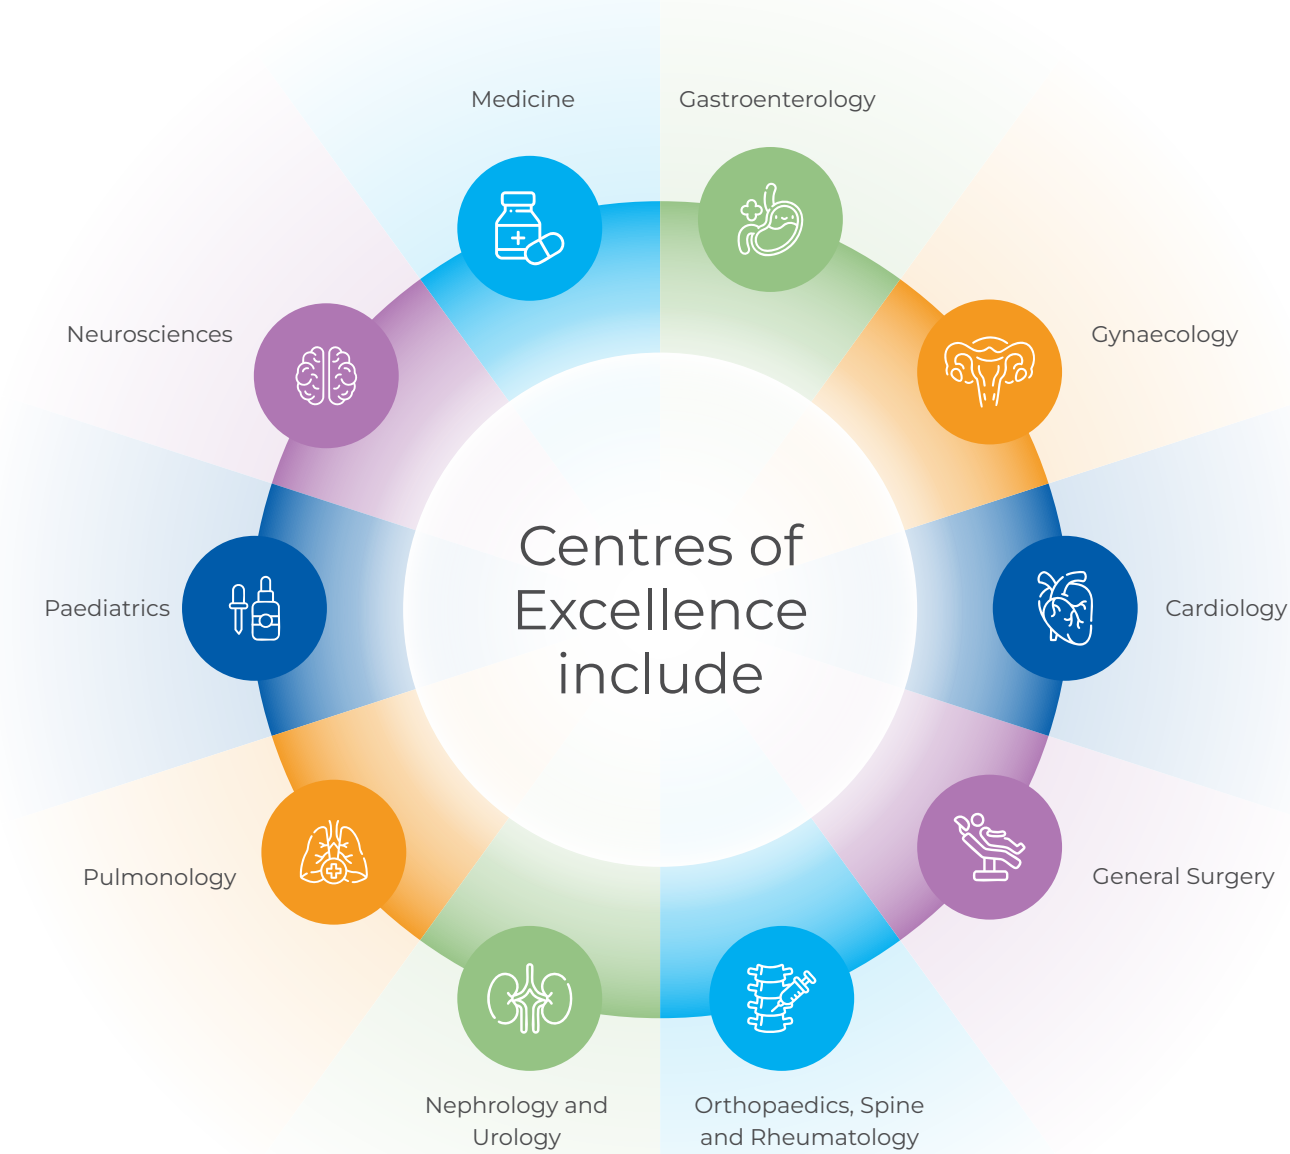 Medicine
Gastroenterology
Neurosciences
Gynaecology
Centres of
Excellence
include
Paediatrics
Cardiology
Pulmonology
General Surgery
Nephrology and
Urology
Orthopaedics, Spine
and Rheumatology